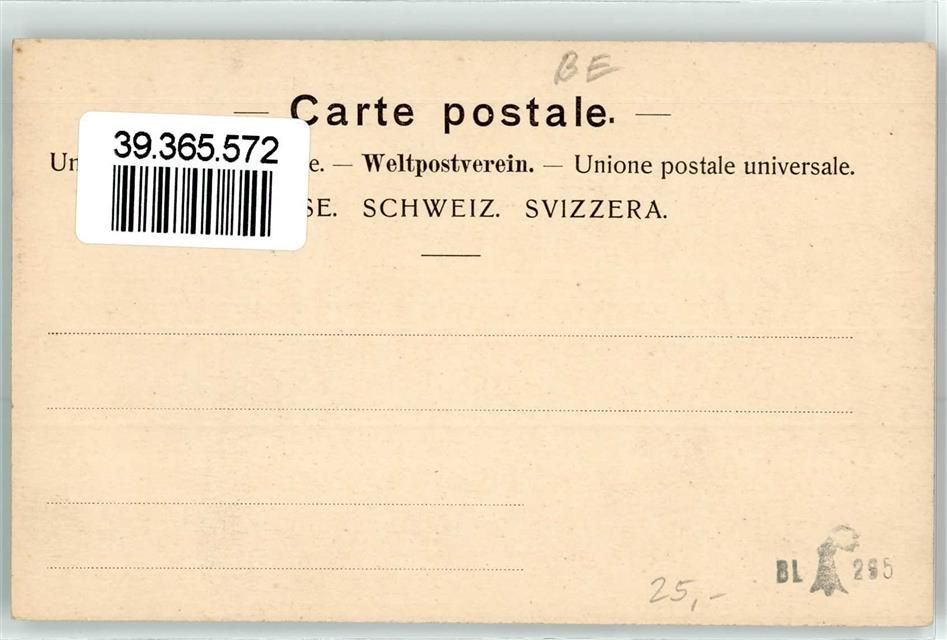 BE
— Carte postale. —
39.365.572
Un e. — Weltpostverein. — Unione postale universale.
SE. SCHWEIZ. SVIZZERA.
25,-
BL 295